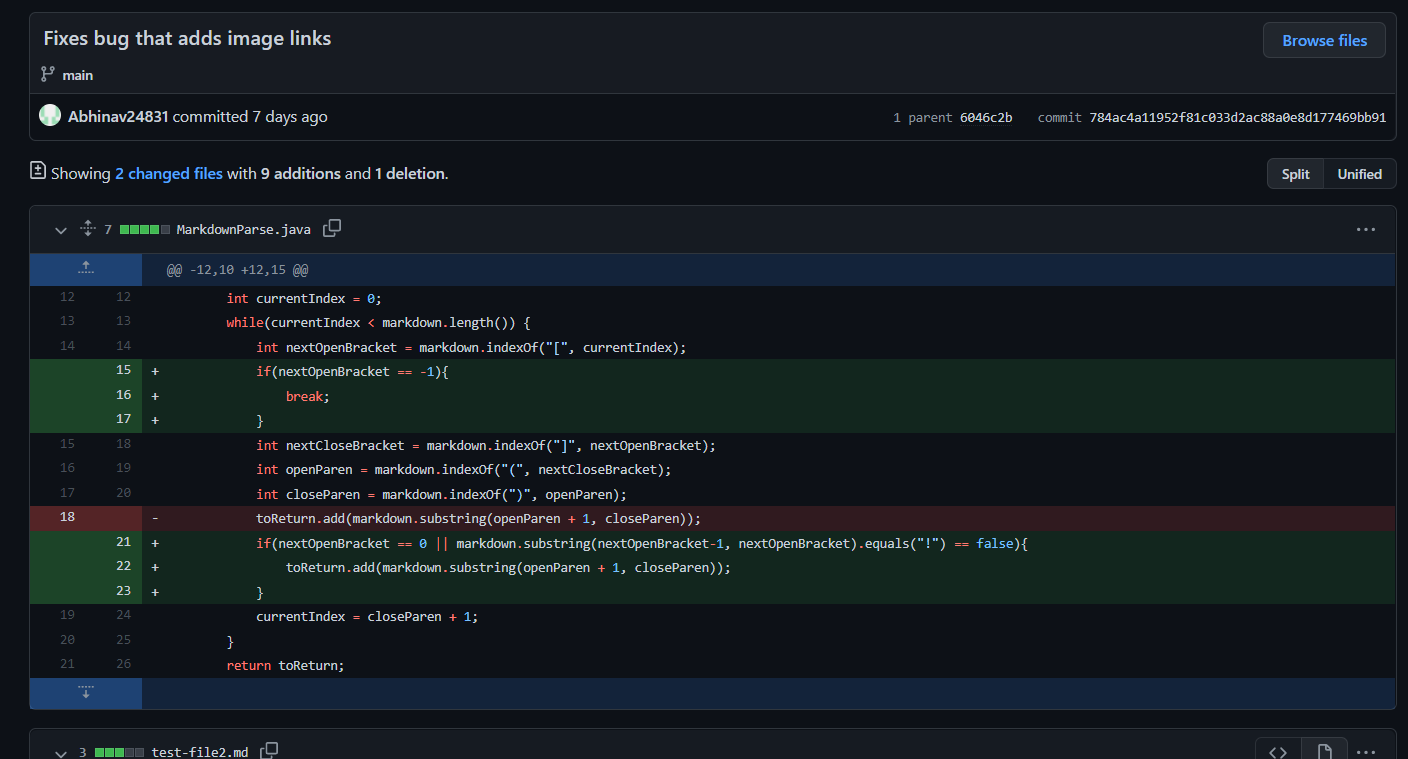 Fixes bug that adds image links
Browse files
main
Abhinav24831 committed 7 days ago
1 parent 6046c2b commit 784ac4a11952f81c033d2ac88a0e8d177469bb91
Showing 2 changed files with 9 additions and 1 deletion.
Split Unified
7 MarkdownParse.java
@@ -12,10 +12,15 @@
12 12 int currentIndex = 0;
13 13 while(currentIndex < markdown.length()) {
14 14 int nextOpenBracket = markdown.indexOf("[", currentIndex);
15 + if(nextOpenBracket == -1){
16 + break;
17 + }
15 18 int nextCloseBracket = markdown.indexOf("]", nextOpenBracket);
16 19 int openParen = markdown.indexOf("(", nextCloseBracket);
17 20 int closeParen = markdown.indexOf(")", openParen);
18 - toReturn.add(markdown.substring(openParen + 1, closeParen));
21 + if(nextOpenBracket == 0 || markdown.substring(nextOpenBracket-1, nextOpenBracket).equals("!") == false){
22 + toReturn.add(markdown.substring(openParen + 1, closeParen));
23 + }
19 24 currentIndex = closeParen + 1;
20 25 }
21 26 return toReturn;
3 test-file2.md